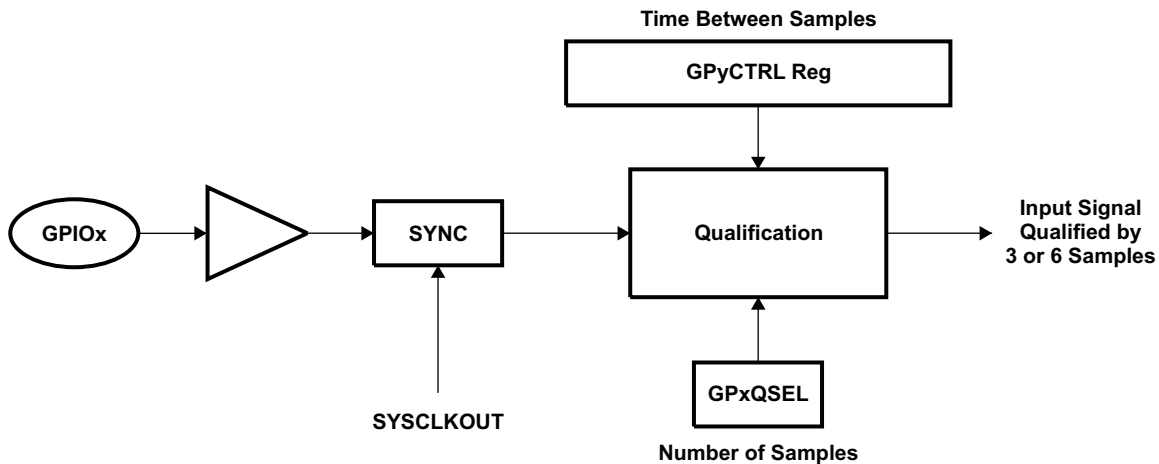 Time Between Samples
GPyCTRL Reg
GPIOx
SYNC
Qualification
Input Signal
Qualified by
3 or 6 Samples
GPxQSEL
SYSCLKOUT
Number of Samples